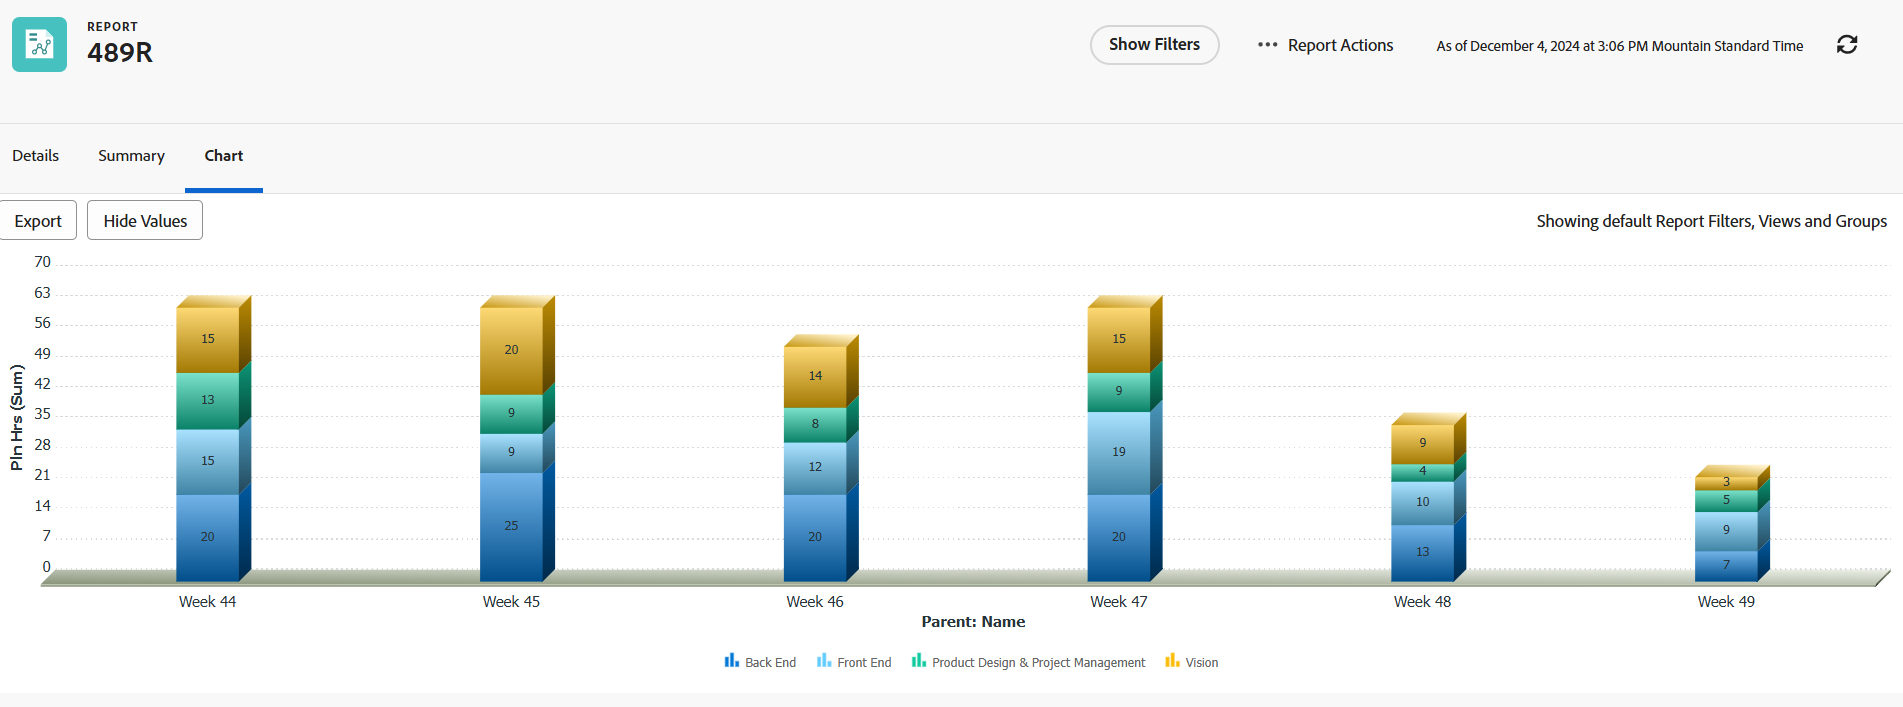 REPORT
489R
Show Filters
Report Actions
As of December 4, 2024 at 3:06 PM Mountain Standard Time
Details Summary Chart
Export Hide Values
Showing default Report Filters, Views and Groups
Pln Hrs (Sum)
70
63
56
49
42
35
28
21
14
7
0
15
13
15
20
20
9
9
25
14
8
12
20
15
9
19
20
9
4
10
13
3
5
9
7
Week 44 Week 45 Week 46 Week 47 Week 48 Week 49
Parent: Name
Back End Front End Product Design & Project Management Vision